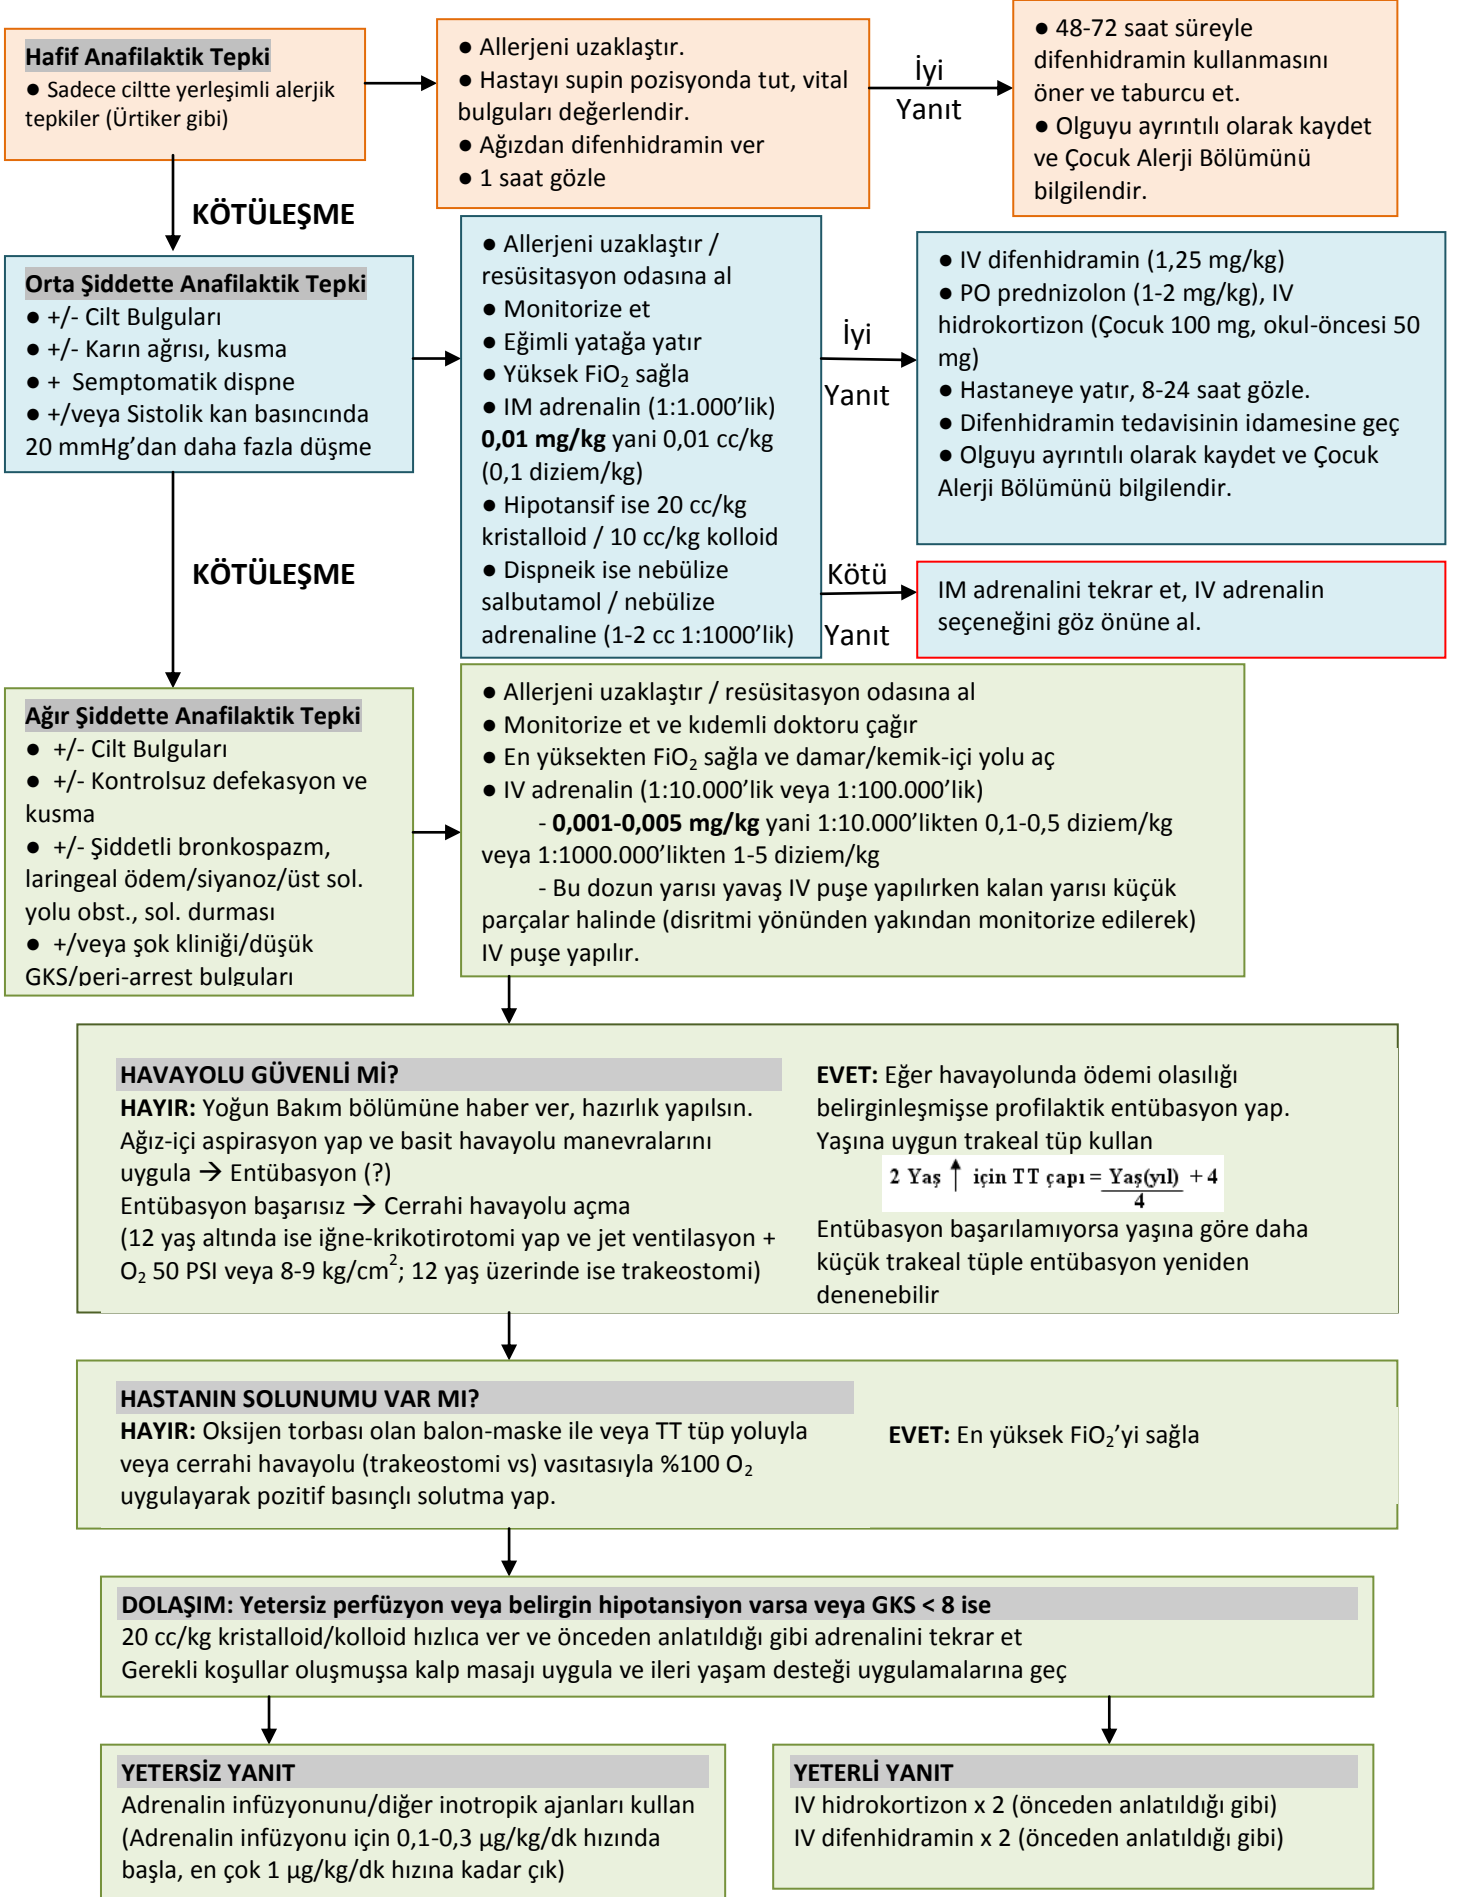 Hafif Anafilaktik Tepki
● Sadece ciltte yerleşimli alerjik
tepkiler (Ürtiker gibi)
● Allerjeni uzaklaştır.
● Hastayı supin pozisyonda tut, vital
bulguları değerlendir.
● Ağızdan difenhidramin ver
● 1 saat gözle
İyi
Yanıt
● 48-72 saat süreyle
difenhidramin kullanmasını
öner ve taburcu et.
● Olguyu ayrıntılı olarak kaydet
ve Çocuk Alerji Bölümünü
bilgilendir.
KÖTÜLEŞME
Orta Şiddette Anafilaktik Tepki
● +/- Cilt Bulguları
● +/- Karın ağrısı, kusma
● + Semptomatik dispne
● +/veya Sistolik kan basıncında
20 mmHg’dan daha fazla düşme
● Allerjeni uzaklaştır /
resüsitasyon odasına al
● Monitorize et
● Eğimli yatağa yatır
● Yüksek FiO₂ sağla
● IM adrenalin (1:1.000’lik)
0,01 mg/kg yani 0,01 cc/kg
(0,1 diziem/kg)
● Hipotansif ise 20 cc/kg
kristalloid / 10 cc/kg kolloid
● Dispneik ise nebülize
salbutamol / nebülize
adrenaline (1-2 cc 1:1000’lik)
İyi
Yanıt
● IV difenhidramin (1,25 mg/kg)
● PO prednizolon (1-2 mg/kg), IV
hidrokortizon (Çocuk 100 mg, okul-öncesi 50
mg)
● Hastaneye yatır, 8-24 saat gözle.
● Difenhidramin tedavisinin idamesine geç
● Olguyu ayrıntılı olarak kaydet ve Çocuk
Alerji Bölümünü bilgilendir.
Kötü
Yanıt
IM adrenalini tekrar et, IV adrenalin
seçeneğini göz önüne al.
KÖTÜLEŞME
Ağır Şiddette Anafilaktik Tepki
● +/- Cilt Bulguları
● +/- Kontrolsuz defekasyon ve
kusma
● +/- Şiddetli bronkospazm,
laringeal ödem/siyanoz/üst sol.
yolu obst., sol. durması
● +/veya şok kliniği/düşük
GKS/peri-arrest bulguları
● Allerjeni uzaklaştır / resüsitasyon odasına al
● Monitorize et ve kıdemli doktoru çağır
● En yüksekten FiO₂ sağla ve damar/kemik-içi yolu aç
● IV adrenalin (1:10.000’lik veya 1:100.000’lik)
- 0,001-0,005 mg/kg yani 1:10.000’likten 0,1-0,5 diziem/kg
veya 1:1000.000’likten 1-5 diziem/kg
- Bu dozun yarısı yavaş IV puşe yapılırken kalan yarısı küçük
parçalar halinde (disritmi yönünden yakından monitorize edilerek)
IV puşe yapılır.
HAVAYOLU GÜVENLİ Mİ?
HAYIR: Yoğun Bakım bölümüne haber ver, hazırlık yapılsın.
Ağız-içi aspirasyon yap ve basit havayolu manevralarını
uygula → Entübasyon (?)
Entübasyon başarısız → Cerrahi havayolu açma
(12 yaş altında ise iğne-krikotirotomi yap ve jet ventilasyon +
O₂ 50 PSI veya 8-9 kg/cm²; 12 yaş üzerinde ise trakeostomi)
EVET: Eğer havayolunda ödemi olasılığı
belirginleşmişse profilaktik entübasyon yap.
Yaşına uygun trakeal tüp kullan
2 Yaş ↑ için TT çapı = Yaş(yıl) + 4
4
Entübasyon başarılamıyorsa yaşına göre daha
küçük trakeal tüple entübasyon yeniden
denenebilir
HASTANIN SOLUNUMU VAR MI?
HAYIR: Oksijen torbası olan balon-maske ile veya TT tüp yoluyla
veya cerrahi havayolu (trakeostomi vs) vasıtasıyla %100 O₂
uygulayarak pozitif basınçlı solutma yap.
EVET: En yüksek FiO₂’yi sağla
DOLAŞIM: Yetersiz perfüzyon veya belirgin hipotansiyon varsa veya GKS < 8 ise
20 cc/kg kristalloid/kolloid hızlıca ver ve önceden anlatıldığı gibi adrenalini tekrar et
Gerekli koşullar oluşmuşsa kalp masajı uygula ve ileri yaşam desteği uygulamalarına geç
YETERSİZ YANIT
Adrenalin infüzyonunu/diğer inotropik ajanları kullan
(Adrenalin infüzyonu için 0,1-0,3 µg/kg/dk hızında
başla, en çok 1 µg/kg/dk hızına kadar çık)
YETERLİ YANIT
IV hidrokortizon x 2 (önceden anlatıldığı gibi)
IV difenhidramin x 2 (önceden anlatıldığı gibi)